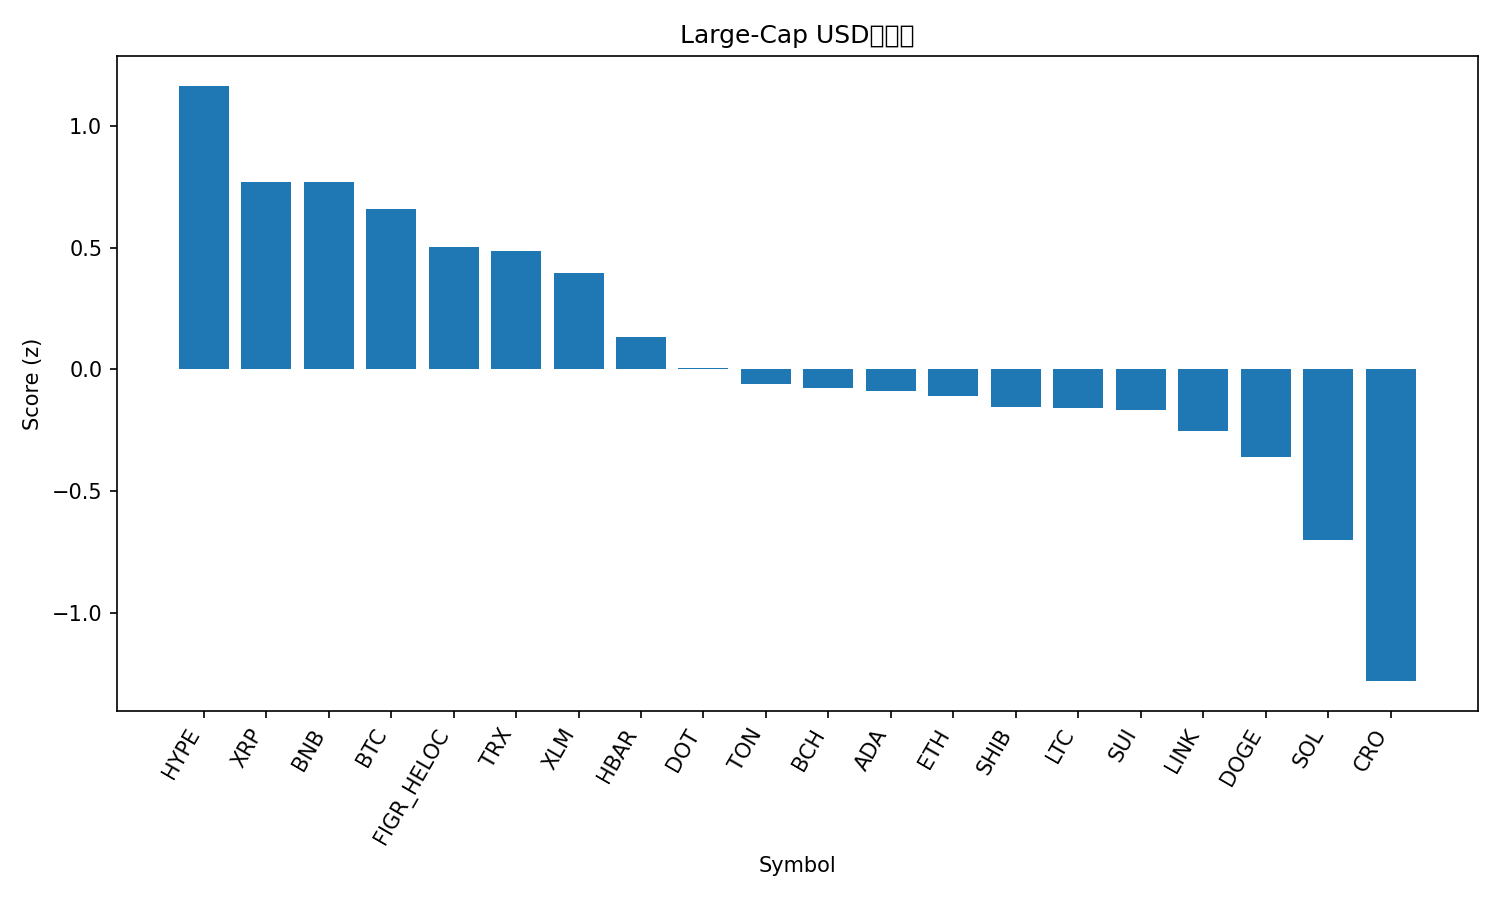 Large-Cap USD
Score (z)
1.0
0.5
0.0
−0.5
−1.0
HYPE
XRP
BNB
BTC
FIGR_HELOC
TRX
XLM
HBAR
DOT
TON
BCH
ADA
ETH
SHIB
LTC
SUI
LINK
DOGE
SOL
CRO
Symbol